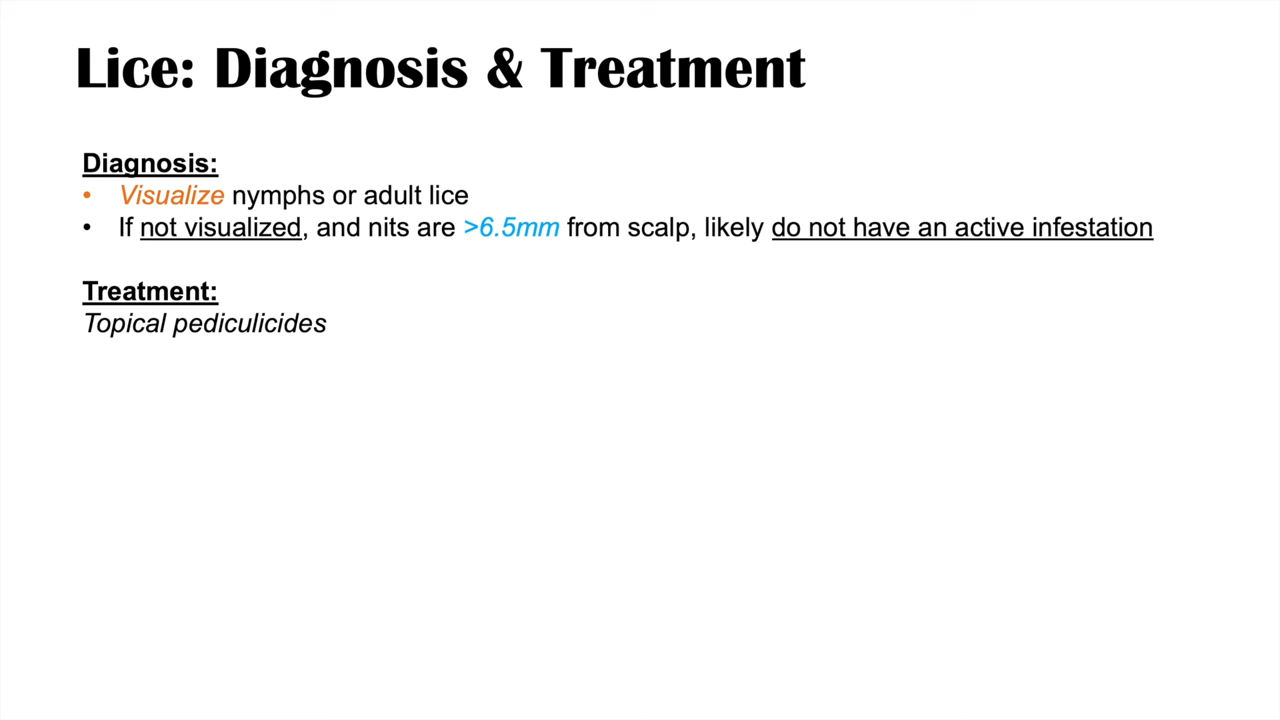 Lice: Diagnosis & Treatment
Diagnosis:
• Visualize nymphs or adult lice
• If not visualized, and nits are >6.5mm from scalp, likely do not have an active infestation
Treatment:
Topical pediculicides